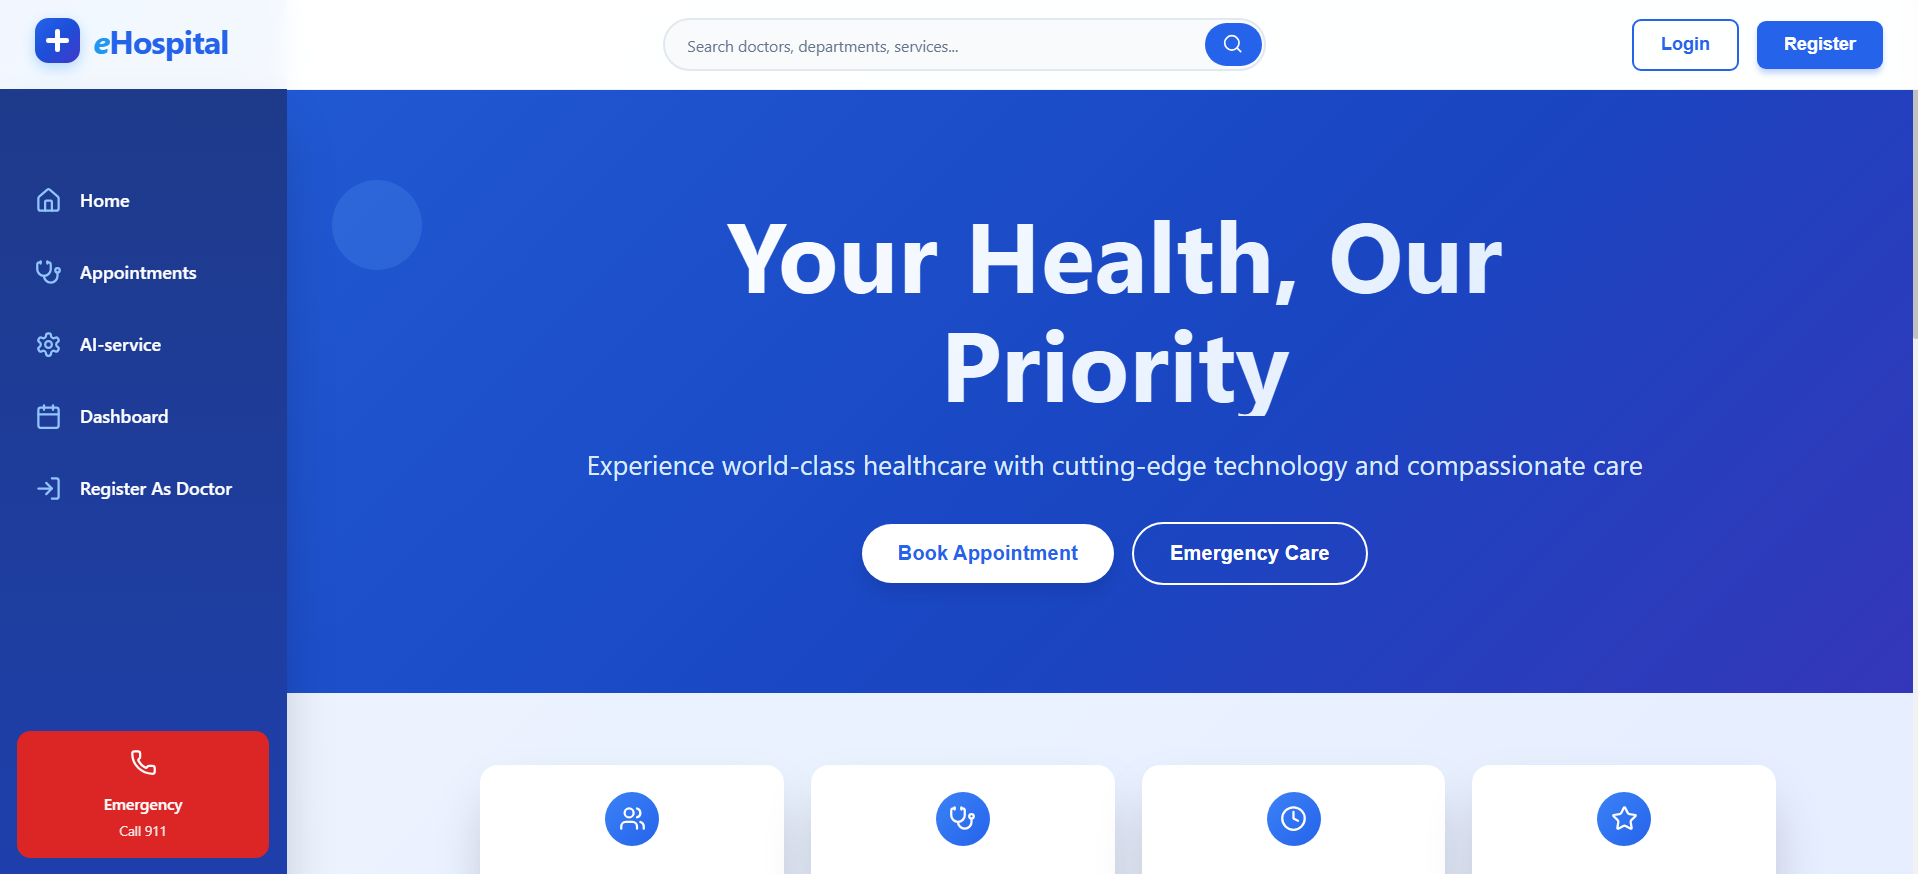 eHospital
Search doctors, departments, services...
Login
Register
Home
Appointments
AI-service
Dashboard
Register As Doctor
Emergency
Call 911
Your Health, Our
Priority
Experience world-class healthcare with cutting-edge technology and compassionate care
Book Appointment
Emergency Care